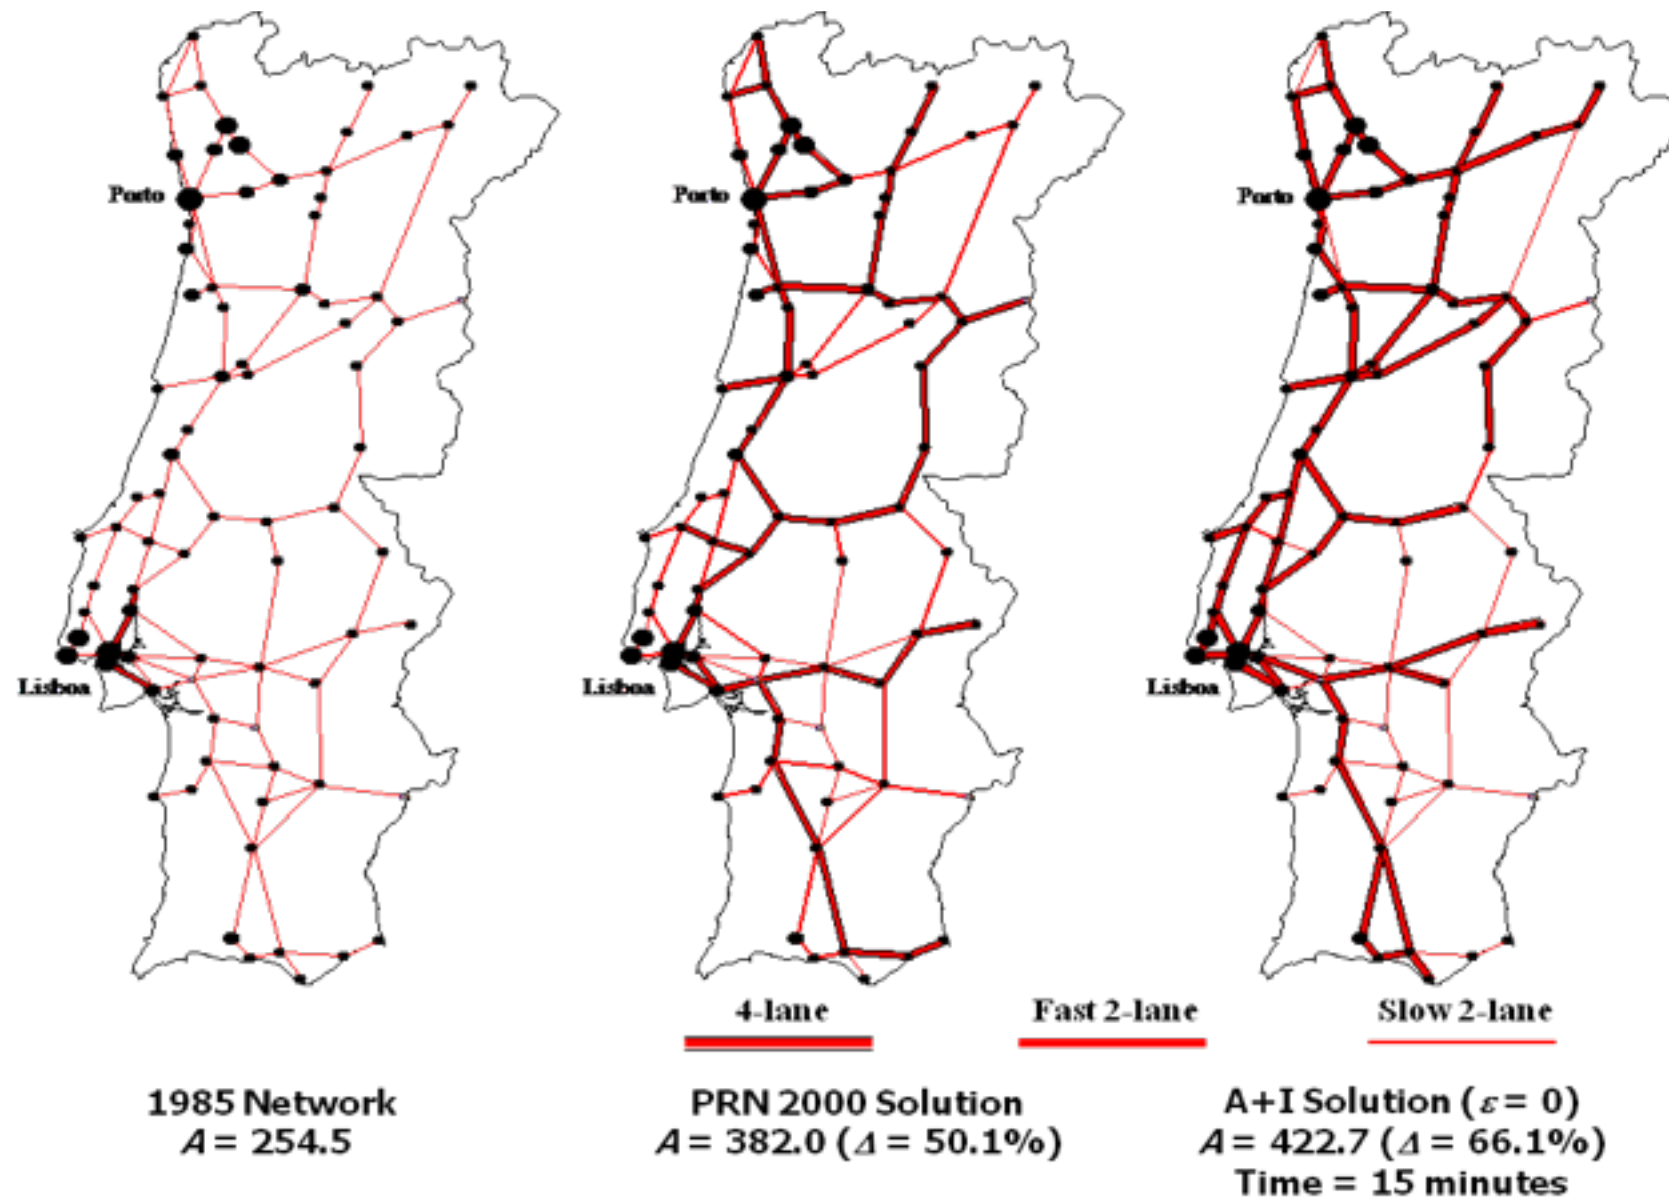 Porto
Porto
Porto
Lisboa
Lisboa
Lisboa
4-lane
Fast 2-lane
Slow 2-lane
1985 Network
A = 254.5
PRN 2000 Solution
A = 382.0 (Δ = 50.1%)
A+I Solution (ε = 0)
A = 422.7 (Δ = 66.1%)
Time = 15 minutes